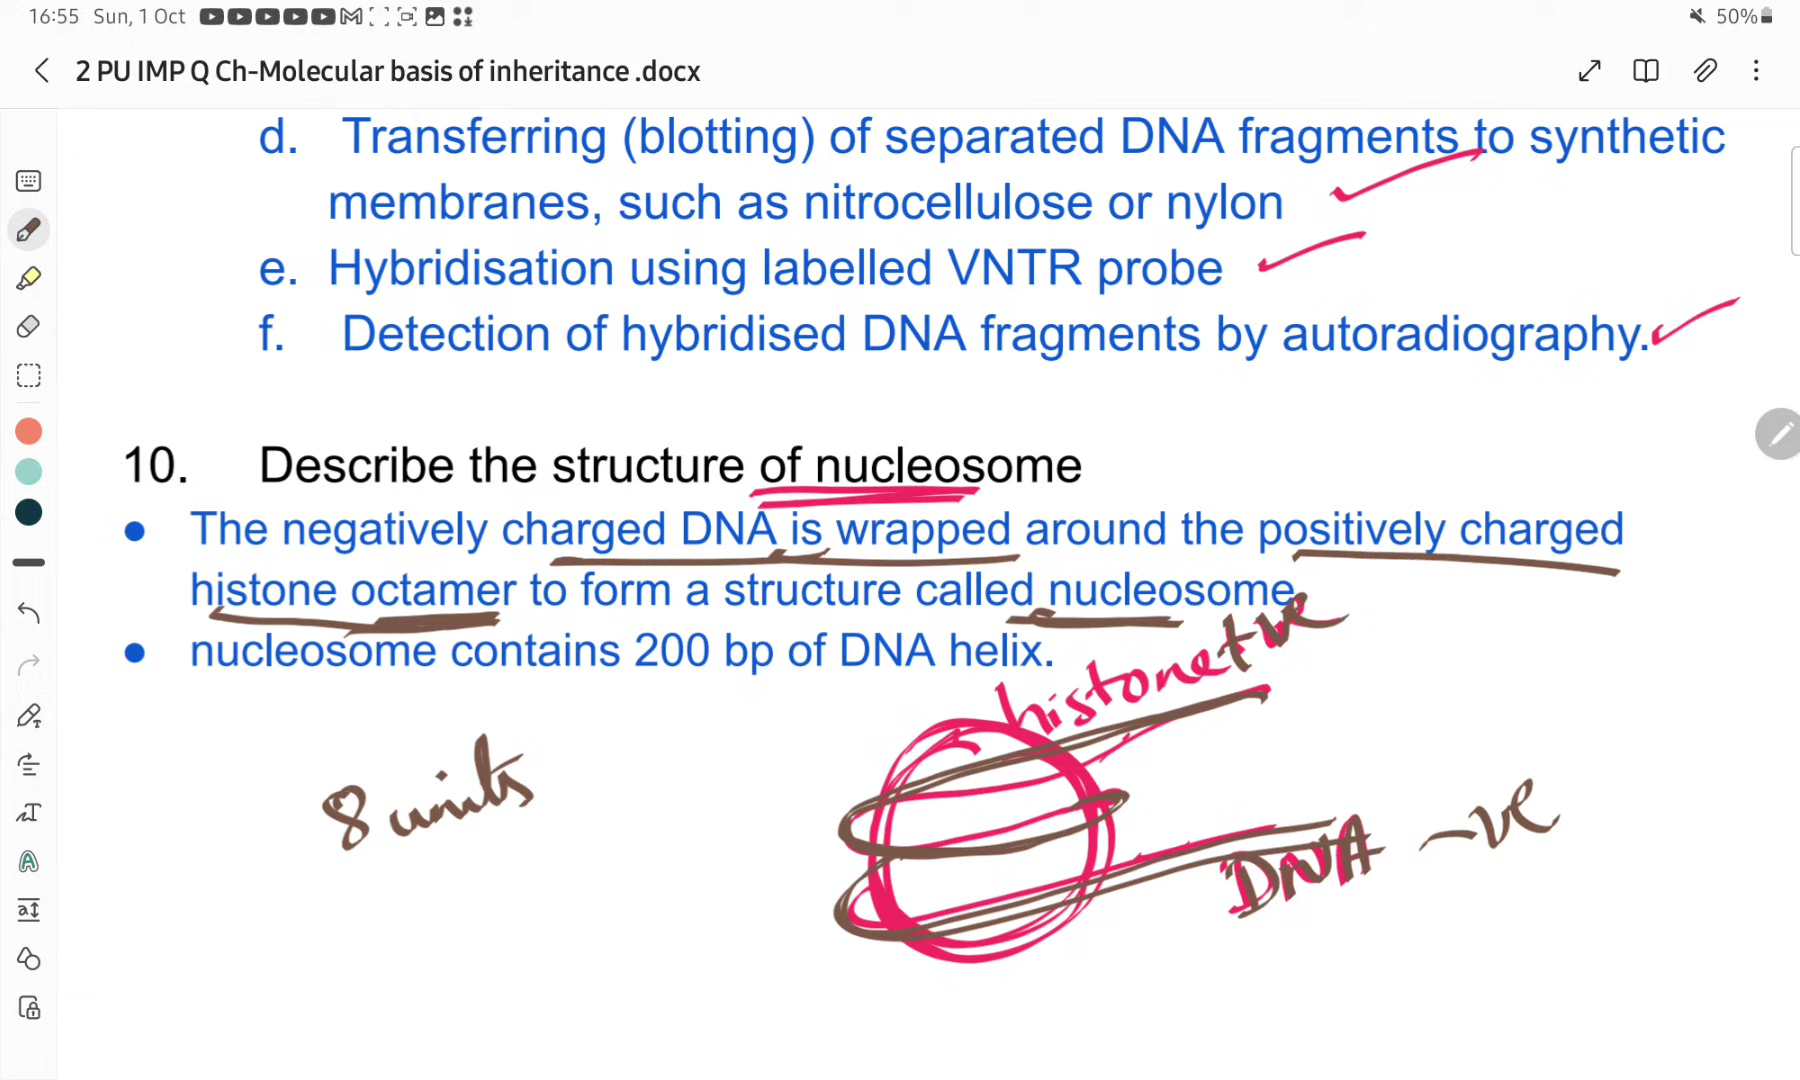 16:55 Sun, 1 Oct
50%
2 PU IMP Q Ch-Molecular basis of inheritance .docx
d. Transferring (blotting) of separated DNA fragments to synthetic
membranes, such as nitrocellulose or nylon
e. Hybridisation using labelled VNTR probe
f. Detection of hybridised DNA fragments by autoradiography.
10. Describe the structure of nucleosome
• The negatively charged DNA is wrapped around the positively charged
histone octamer to form a structure called nucleosome
• nucleosome contains 200 bp of DNA helix.
histone +ve
8 units
DNA -ve